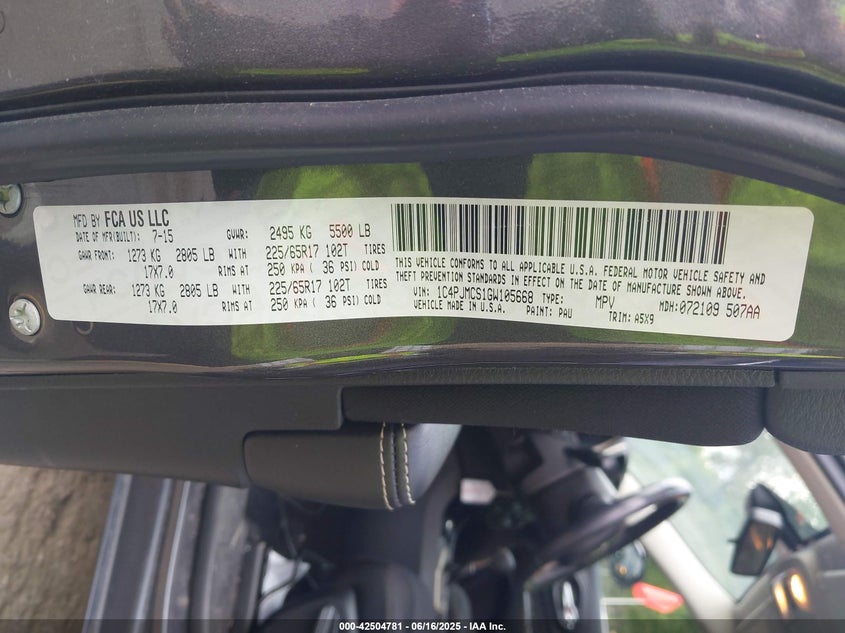 MFD BY FCA US LLC
DATE OF MFR(BUILT): 7-15 GVWR: 2495 KG 5500 LB
GAWR FRONT: 1273 KG 2805 LB WITH 225/65R17 102T TIRES
17X7.0 RIMS AT 250 KPA ( 36 PSI) COLD
GAWR REAR: 1273 KG 2805 LB WITH 225/65R17 102T TIRES
17X7.0 RIMS AT 250 KPA ( 36 PSI) COLD
THIS VEHICLE CONFORMS TO ALL APPLICABLE U.S.A. FEDERAL MOTOR VEHICLE SAFETY AND
THEFT PREVENTION STANDARDS IN EFFECT ON THE DATE OF MANUFACTURE SHOWN ABOVE.
VIN: 1C4PJMCS1GW105668 TYPE: MPV MDH: 072109 507AA
VEHICLE MADE IN U.S.A. PAINT: PAU TRIM: A5X9
000-42504781 - 06/16/2025 - IAA Inc.